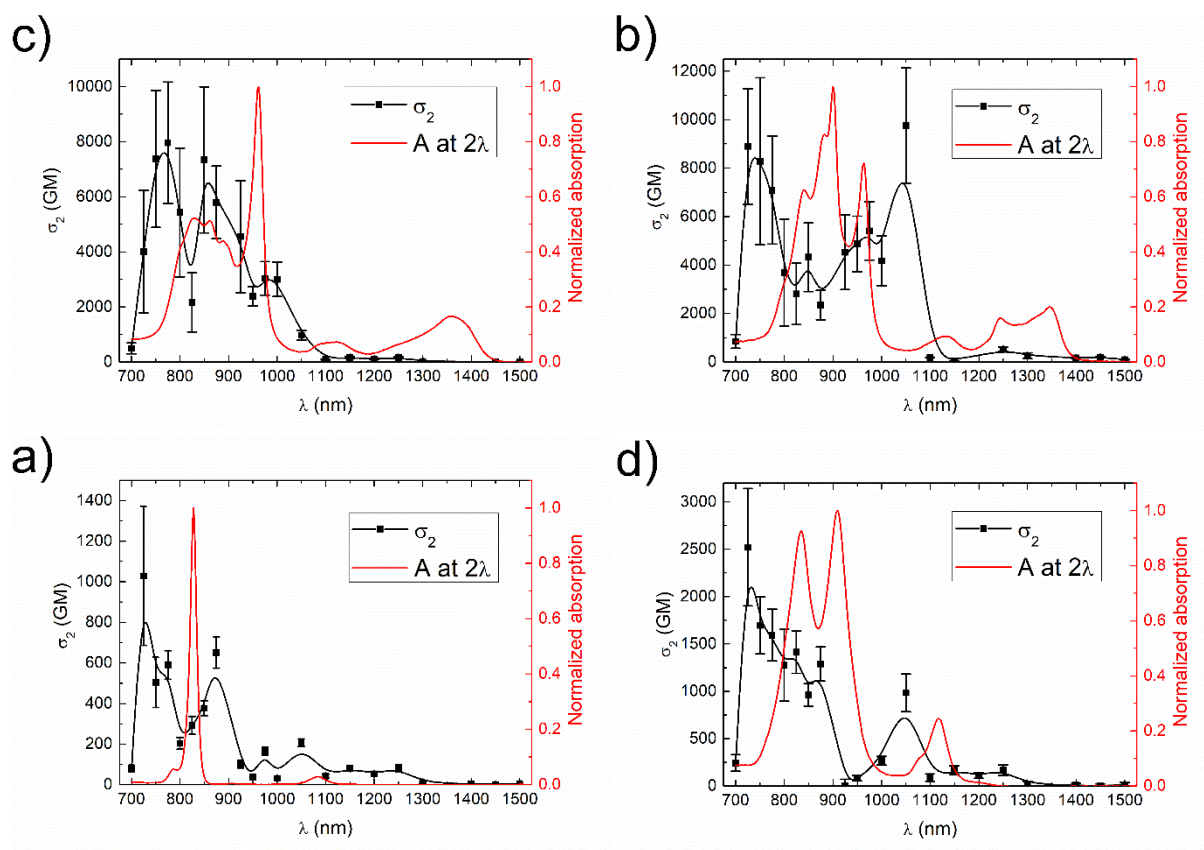 c)
10000
8000
6000
4000
2000
0
σ₂ (GM)
σ₂
A at 2λ
1.0
0.8
0.6
0.4
0.2
0.0
Normalized absorption
700 800 900 1000 1100 1200 1300 1400 1500
λ (nm)
b)
12000
10000
8000
6000
4000
2000
0
σ₂ (GM)
σ₂
A at 2λ
1.0
0.8
0.6
0.4
0.2
0.0
Normalized absorption
700 800 900 1000 1100 1200 1300 1400 1500
λ (nm)
a)
1400
1200
1000
800
600
400
200
0
σ₂ (GM)
σ₂
A at 2λ
1.0
0.8
0.6
0.4
0.2
0.0
Normalized absorption
700 800 900 1000 1100 1200 1300 1400 1500
λ (nm)
d)
3000
2500
2000
1500
1000
500
0
σ₂ (GM)
σ₂
A at 2λ
1.0
0.8
0.6
0.4
0.2
0.0
Normalized absorption
700 800 900 1000 1100 1200 1300 1400 1500
λ (nm)